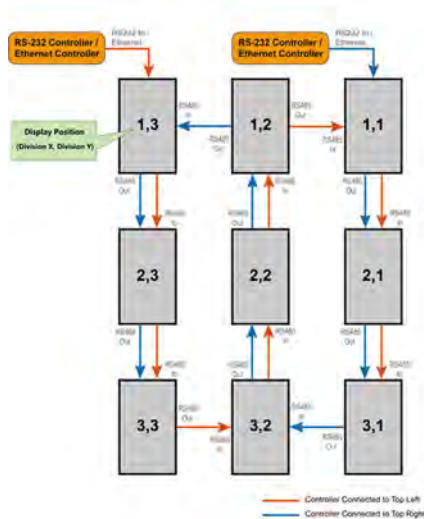 RS-232 Controller /
Ethernet Controller
RS232 In /
Ethernet
RS-232 Controller /
Ethernet Controller
RS232 In /
Ethernet
Display Position
(Division X, Division Y)
1,3
RS485
In
RS485
Out
1,2
RS485
Out
RS485
In
1,1
RS485
Out
RS485
In
RS485
Out
RS485
In
RS485
Out
RS485
In
2,3
2,2
2,1
RS485
Out
RS485
In
RS485
Out
RS485
In
RS485
Out
RS485
In
3,3
RS485
Out
RS485
In
3,2
RS485
In
RS485
Out
3,1
Controller Connected to Top Left
Controller Connected to Top Right